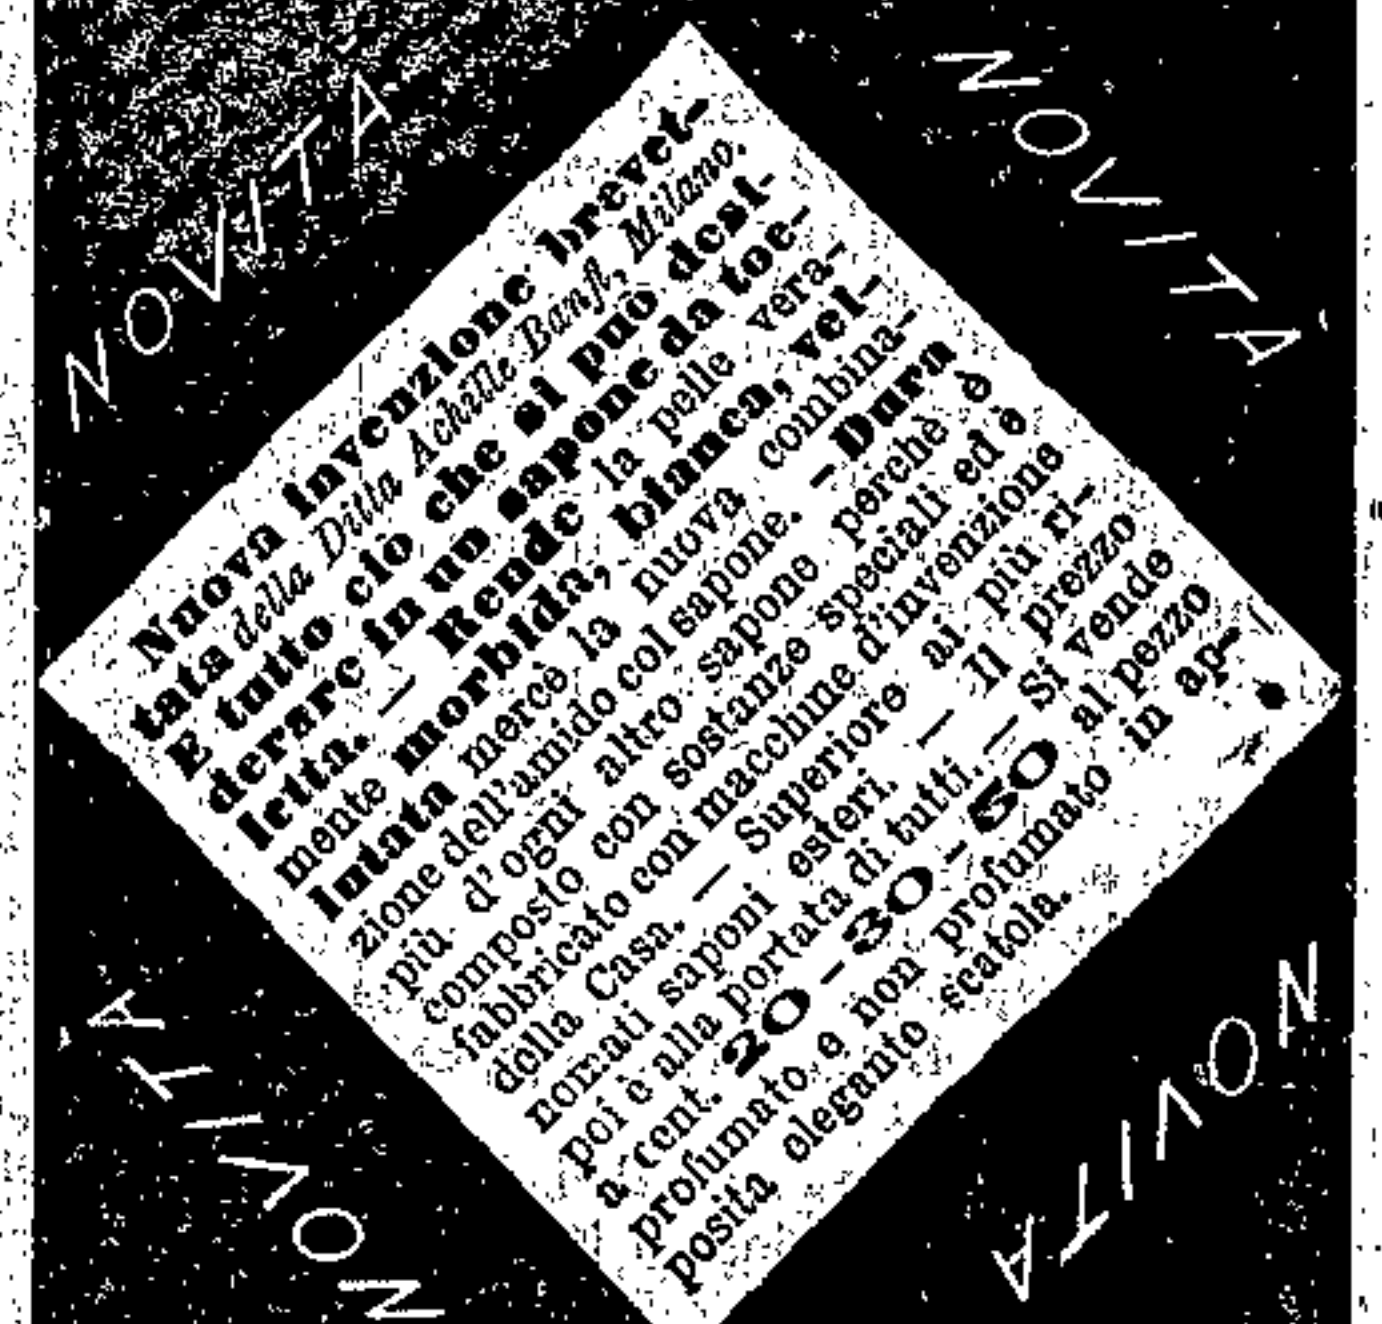 NOVITÀ
NOVITÀ
Nuova invenzione brevet-
tata della Ditta Achille Banfi, Milano.
E tutto ciò che si può desi-
derare in un sapone da toe-
letta. — Rende la pelle vera-
mente morbida, bianca, vel-
lutata mercè la nuova combina-
zione dell'amido col sapone. - Dura
più d'ogni altro sapone perchè è
composto con sostanze speciali ed è
fabbricato con macchine d'invenzione
della Casa. — Superiore ai più ri-
nomati saponi esteri. — Il prezzo
poi è alla portata di tutti. — Si vende
a cent. 20 - 30 - 50 al pezzo
profumato e non profumato in ap-
posita elegante scatola.
NOVITA
NOVITA